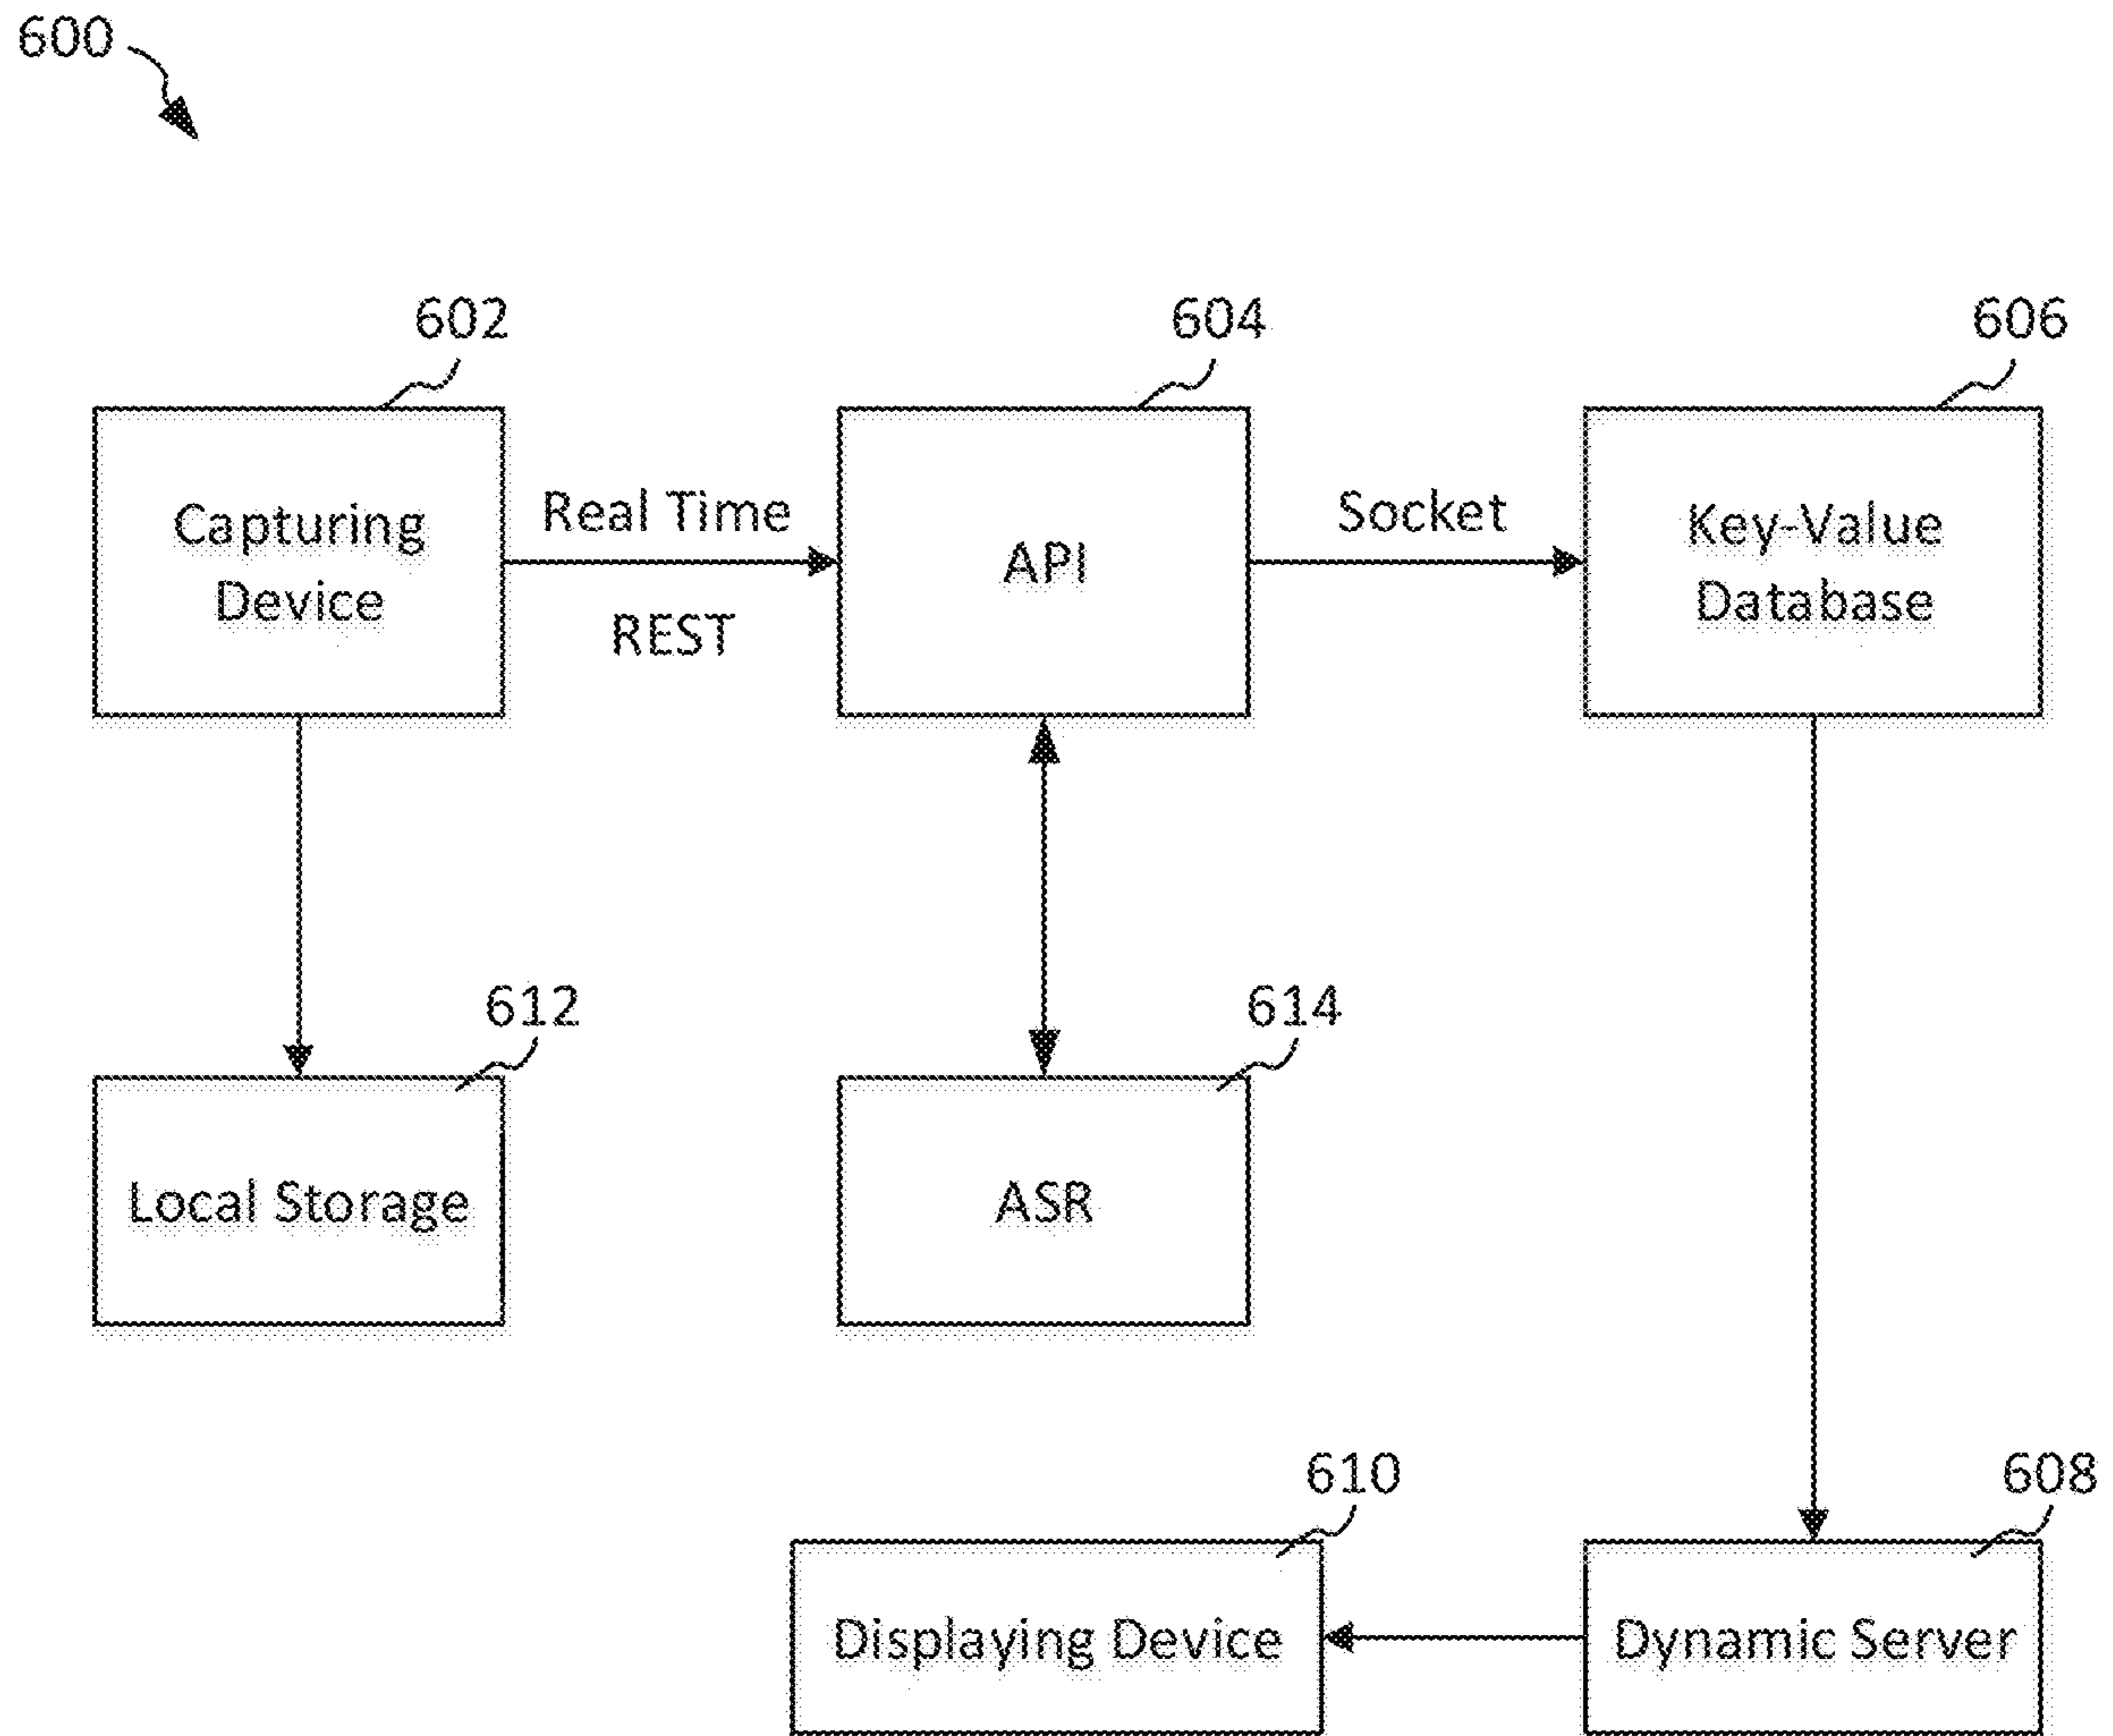 600
602
604
606
Capturing
Device
Real Time
REST
API
Socket
Key-Value
Database
612
614
Local Storage
ASR
610
608
Displaying Device
Dynamic Server